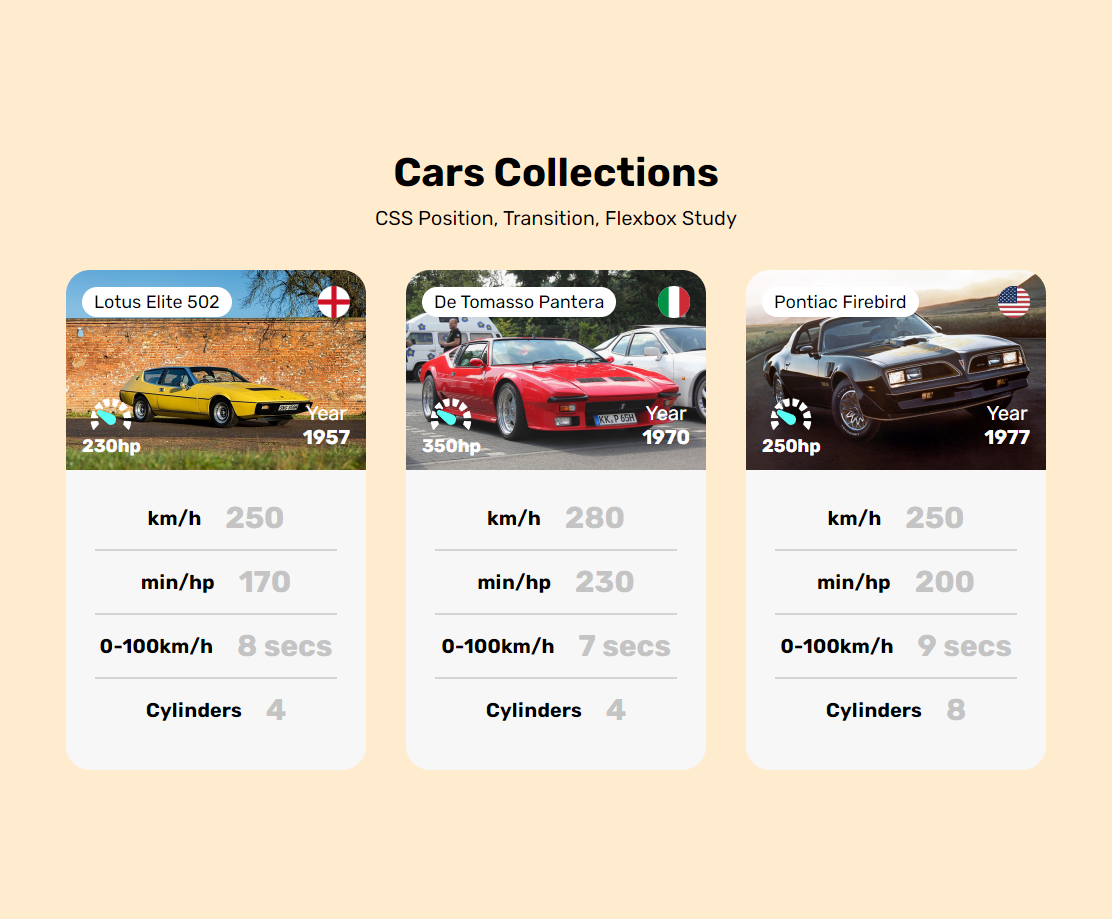 Cars Collections
CSS Position, Transition, Flexbox Study
Lotus Elite 502
230hp
Year
1957
km/h 250
min/hp 170
0-100km/h 8 secs
Cylinders 4
De Tomasso Pantera
KK P 65H
350hp
Year
1970
km/h 280
min/hp 230
0-100km/h 7 secs
Cylinders 4
Pontiac Firebird
250hp
Year
1977
km/h 250
min/hp 200
0-100km/h 9 secs
Cylinders 8